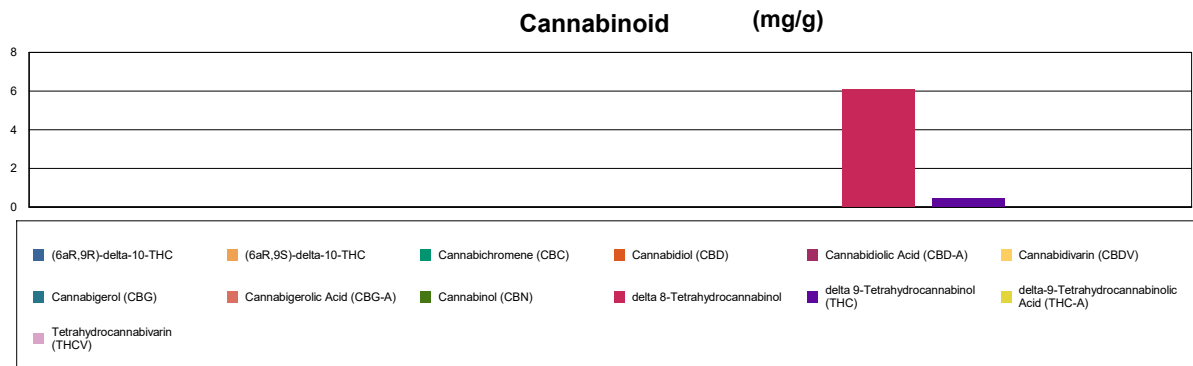 Cannabinoid (mg/g)
8
6
4
2
0
(6aR,9R)-delta-10-THC
(6aR,9S)-delta-10-THC
Cannabichromene (CBC)
Cannabidiol (CBD)
Cannabidiolic Acid (CBD-A)
Cannabidivarin (CBDV)
Cannabigerol (CBG)
Cannabigerolic Acid (CBG-A)
Cannabinol (CBN)
delta 8-Tetrahydrocannabinol
delta 9-Tetrahydrocannabinol
(THC)
delta-9-Tetrahydrocannabinolic
Acid (THC-A)
Tetrahydrocannabivarin
(THCV)